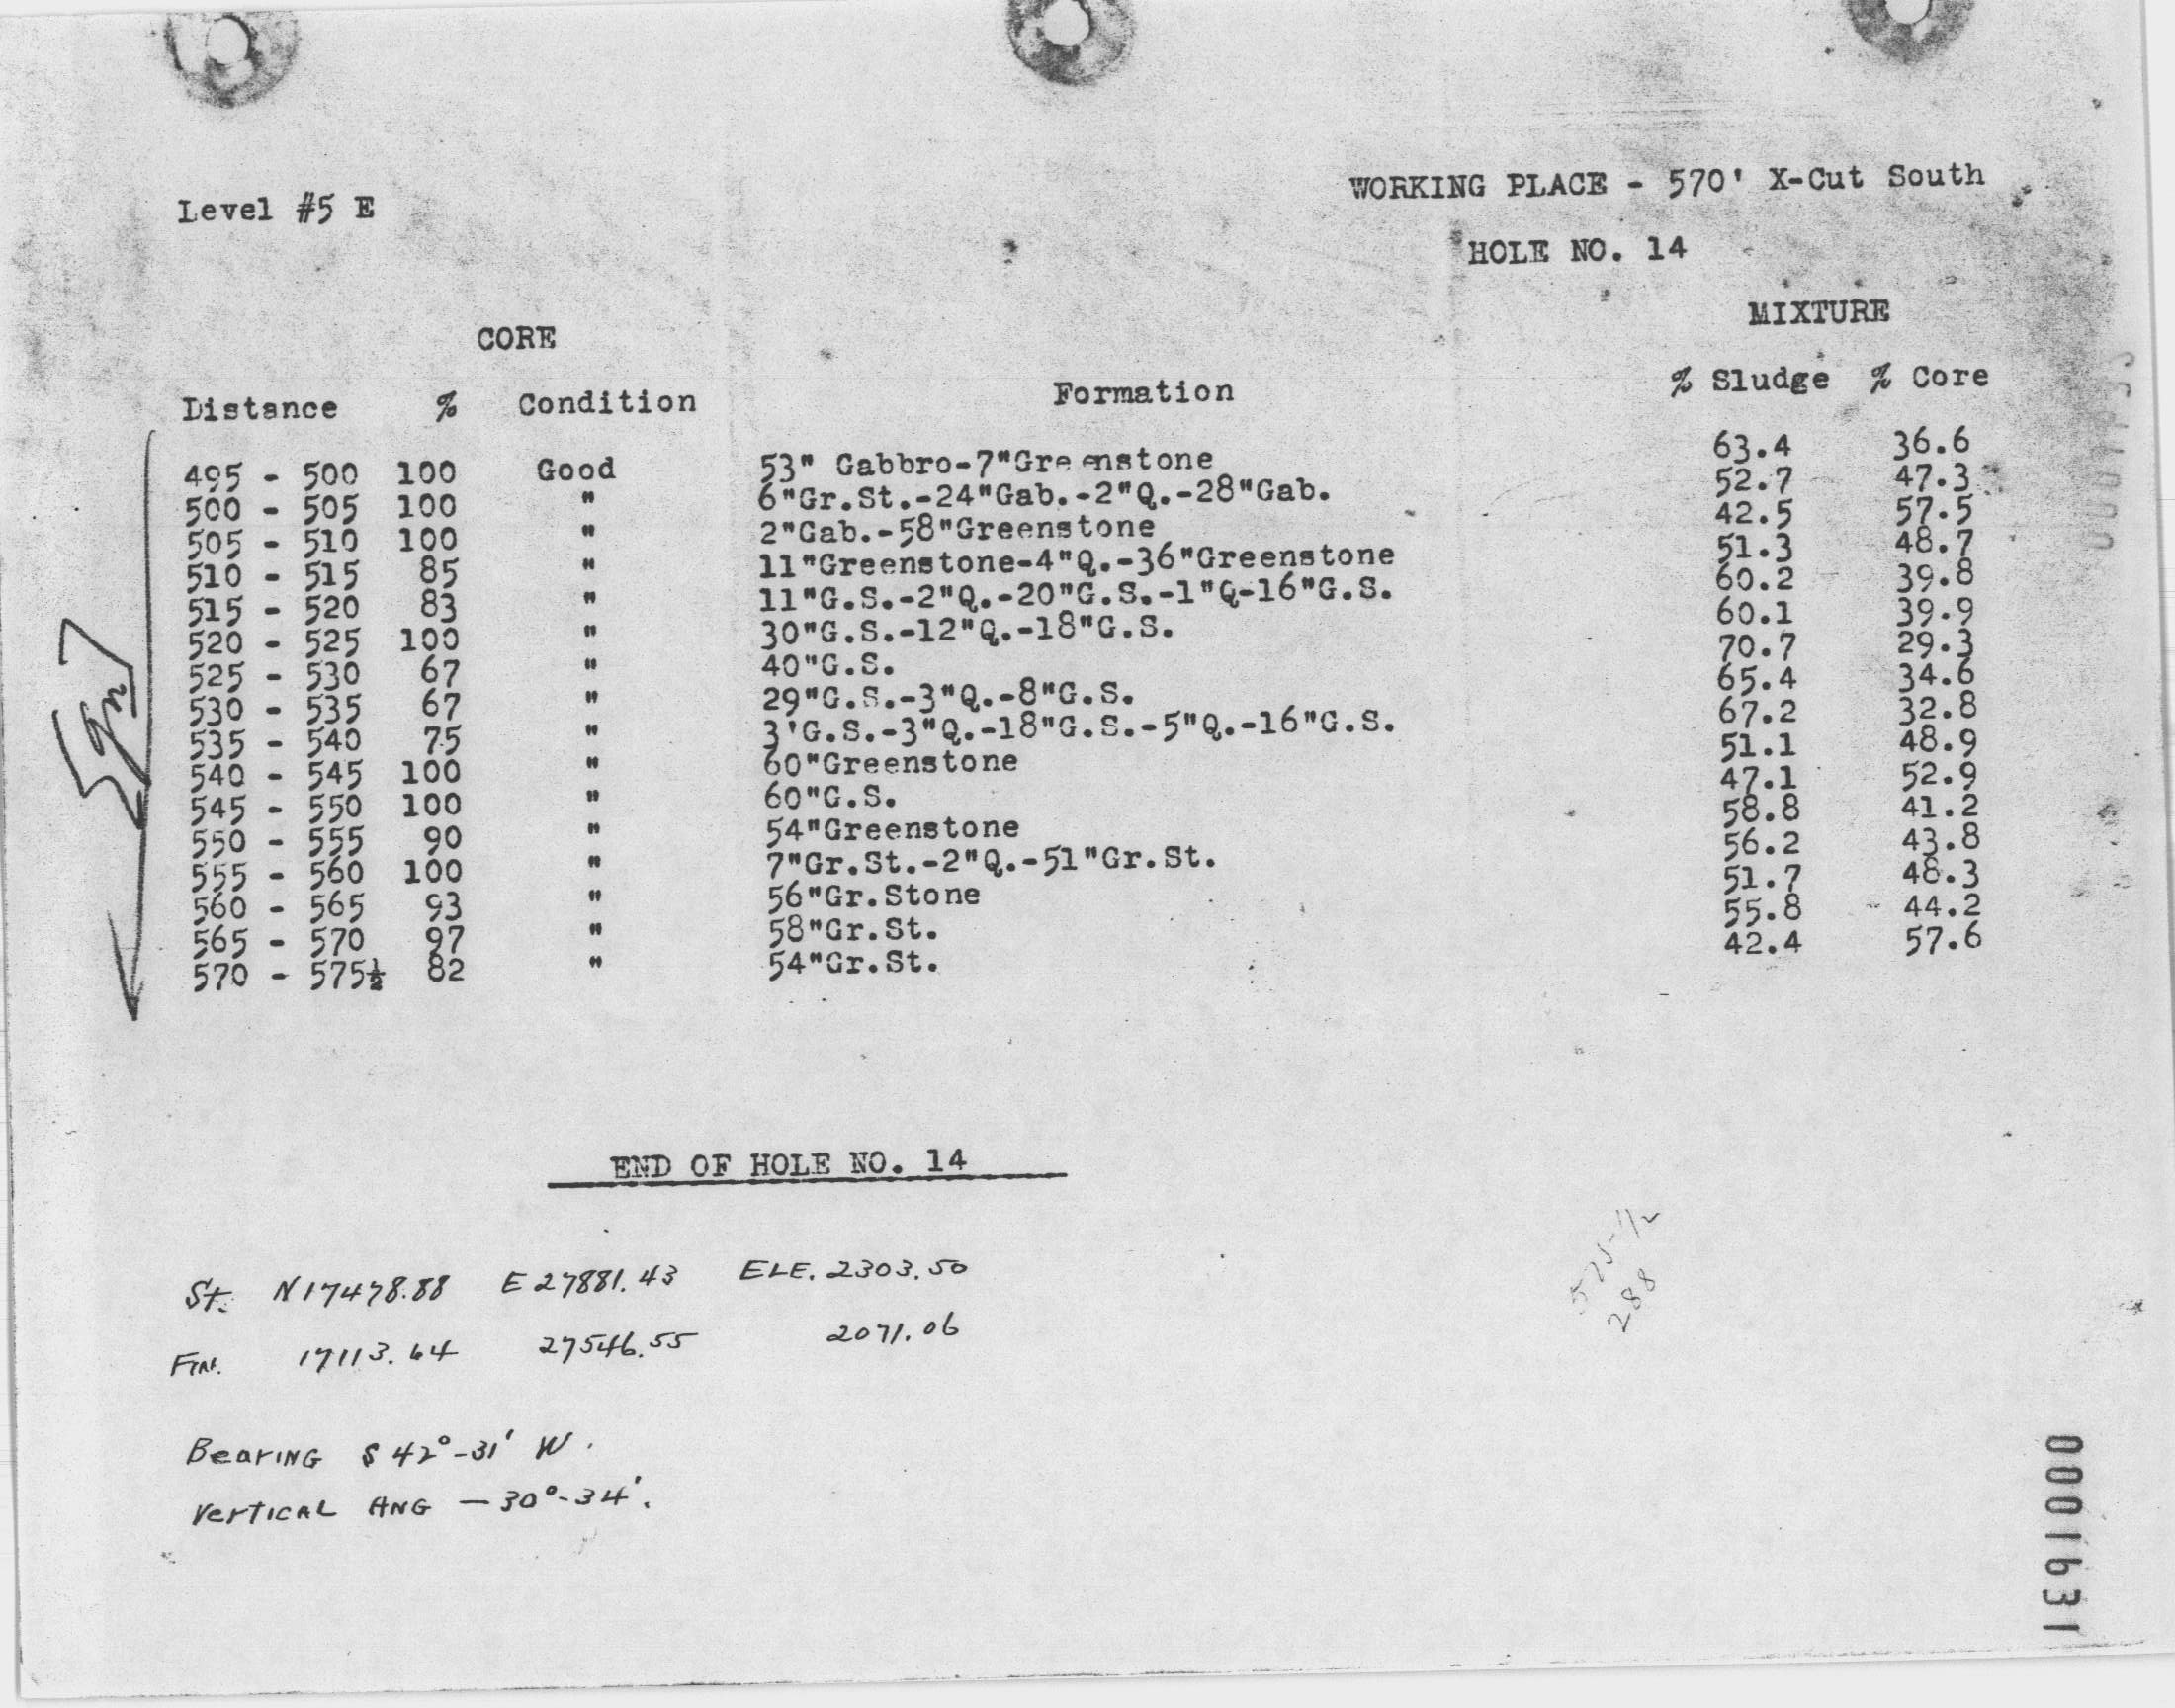 WORKING PLACE - 570' X-Cut South
Level #5 E
HOLE NO. 14
MIXTURE
CORE
Distance % Condition Formation % Sludge % Core
495 - 500 100 Good 53" Gabbro-7"Greenstone 63.4 36.6
500 - 505 100 " 6"Gr.St.-24"Gab.-2"Q.-28"Gab. 52.7 47.3
505 - 510 100 " 2"Gab.-58"Greenstone 42.5 57.5
510 - 515 85 " 11"Greenstone-4"Q.-36"Greenstone 51.3 48.7
515 - 520 83 " 11"G.S.-2"Q.-20"G.S.-1"Q-16"G.S. 60.2 39.8
520 - 525 100 " 30"G.S.-12"Q.-18"G.S. 60.1 39.9
525 - 530 67 " 40"G.S. 70.7 29.3
530 - 535 67 " 29"G.S.-3"Q.-8"G.S. 65.4 34.6
535 - 540 75 " 3'G.S.-3"Q.-18"G.S.-5"Q.-16"G.S. 67.2 32.8
540 - 545 100 " 60"Greenstone 51.1 48.9
545 - 550 100 " 60"G.S. 47.1 52.9
550 - 555 90 " 54"Greenstone 58.8 41.2
555 - 560 100 " 7"Gr.St.-2"Q.-51"Gr.St. 56.2 43.8
560 - 565 93 " 56"Gr.Stone 51.7 48.3
565 - 570 97 " 58"Gr.St. 55.8 44.2
570 - 575½ 82 " 54"Gr.St. 42.4 57.6
END OF HOLE NO. 14
St. N 17478.88 E 27881.43 ELE. 2303.50
FIN. 17113.64 27546.55 2071.06
575-1/2
288
Bearing S 42°-31' W.
Vertical ANG -30°-34'.
0001631